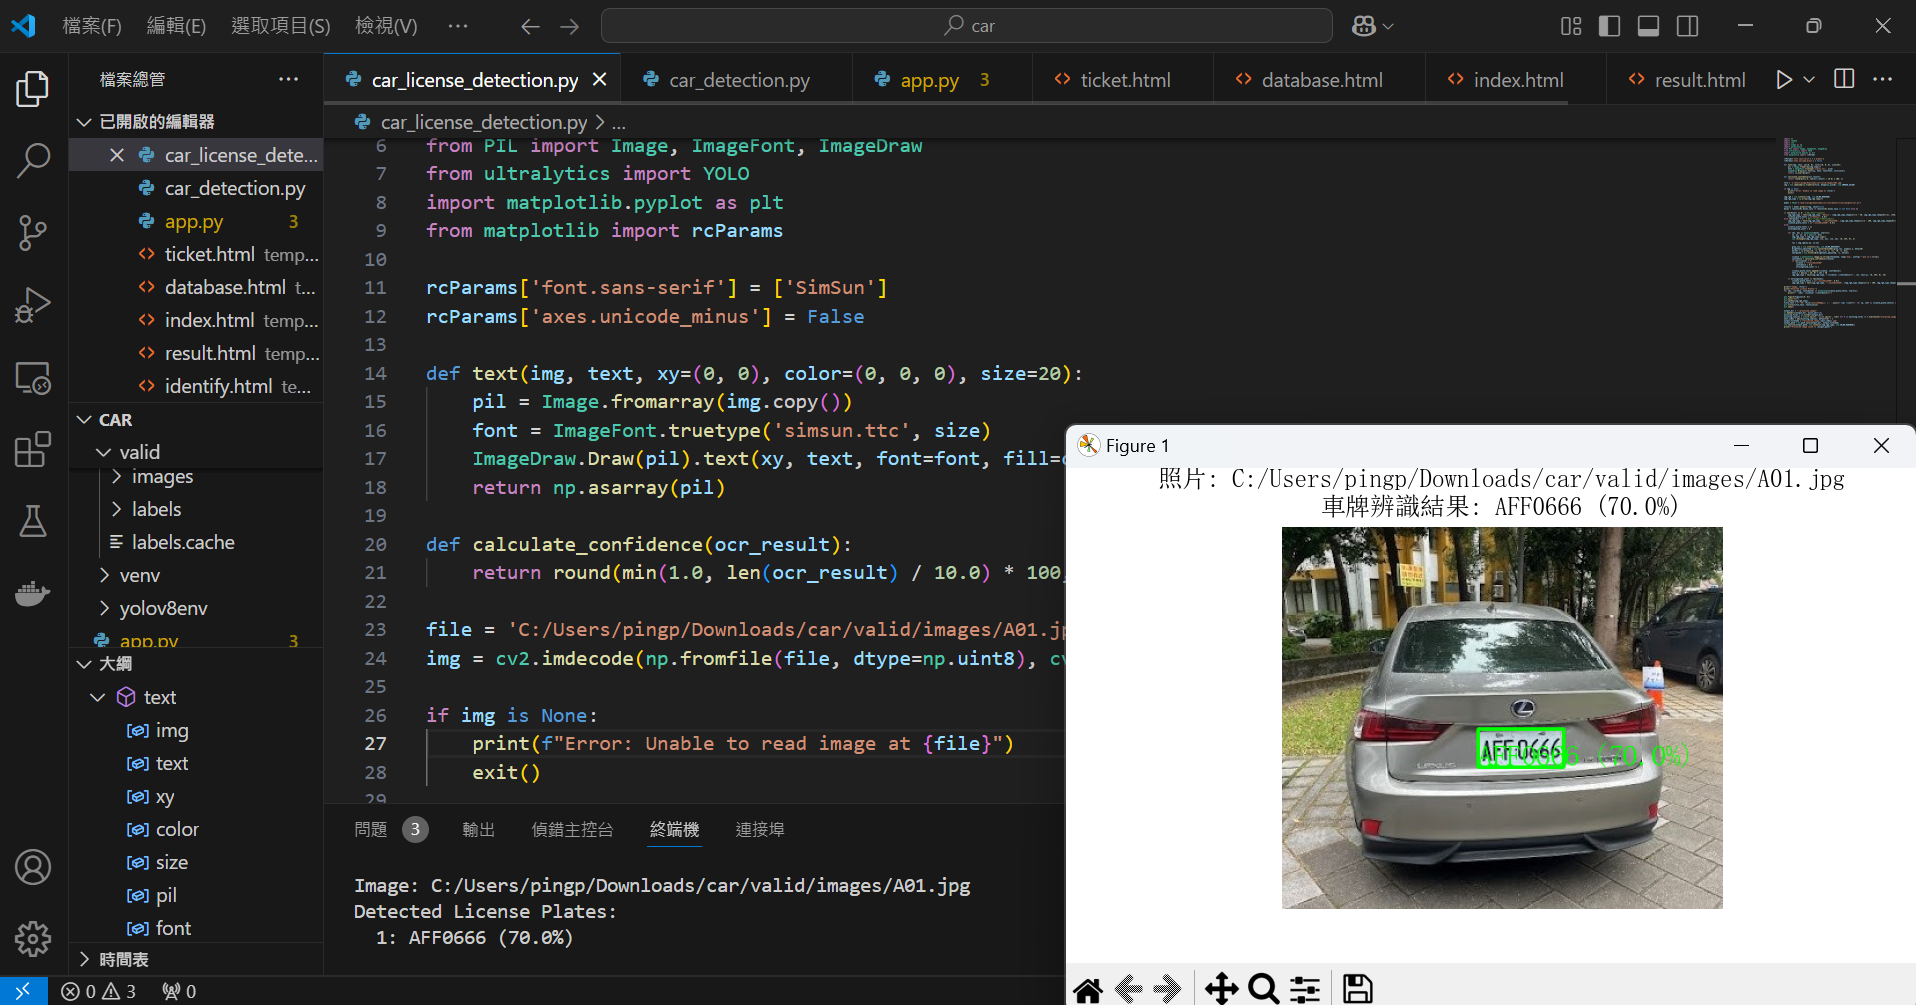 檔案(F) 編輯(E) 選取項目(S) 檢視(V) ··· car
檔案總管 ···
已開啟的編輯器
car_license_dete...
car_detection.py
app.py 3
ticket.html temp...
database.html t...
index.html temp...
result.html temp...
identify.html te...
CAR
valid
images
labels
labels.cache
venv
yolov8env
app.py 3
大綱
text
img
text
xy
color
size
pil
font
時間表
car_license_detection.py car_detection.py app.py 3 ticket.html database.html index.html result.html
car_license_detection.py > ...
6 from PIL import Image, ImageFont, ImageDraw
7 from ultralytics import YOLO
8 import matplotlib.pyplot as plt
9 from matplotlib import rcParams
10
11 rcParams['font.sans-serif'] = ['SimSun']
12 rcParams['axes.unicode_minus'] = False
13
14 def text(img, text, xy=(0, 0), color=(0, 0, 0), size=20):
15 pil = Image.fromarray(img.copy())
16 font = ImageFont.truetype('simsun.ttc', size)
17 ImageDraw.Draw(pil).text(xy, text, font=font, fill=
18 return np.asarray(pil)
19
20 def calculate_confidence(ocr_result):
21 return round(min(1.0, len(ocr_result) / 10.0) * 100,
22
23 file = 'C:/Users/pingp/Downloads/car/valid/images/A01.jp
24 img = cv2.imdecode(np.fromfile(file, dtype=np.uint8), cv
25
26 if img is None:
27 print(f"Error: Unable to read image at {file}")
28 exit()
29
問題 3 輸出 偵錯主控台 終端機 連接埠
Image: C:/Users/pingp/Downloads/car/valid/images/A01.jpg
Detected License Plates:
1: AFF0666 (70.0%)
Figure 1
照片: C:/Users/pingp/Downloads/car/valid/images/A01.jpg
車牌辨識結果: AFF0666 (70.0%)
AFF0666 (70.0%)
LEXUS
0 3 0